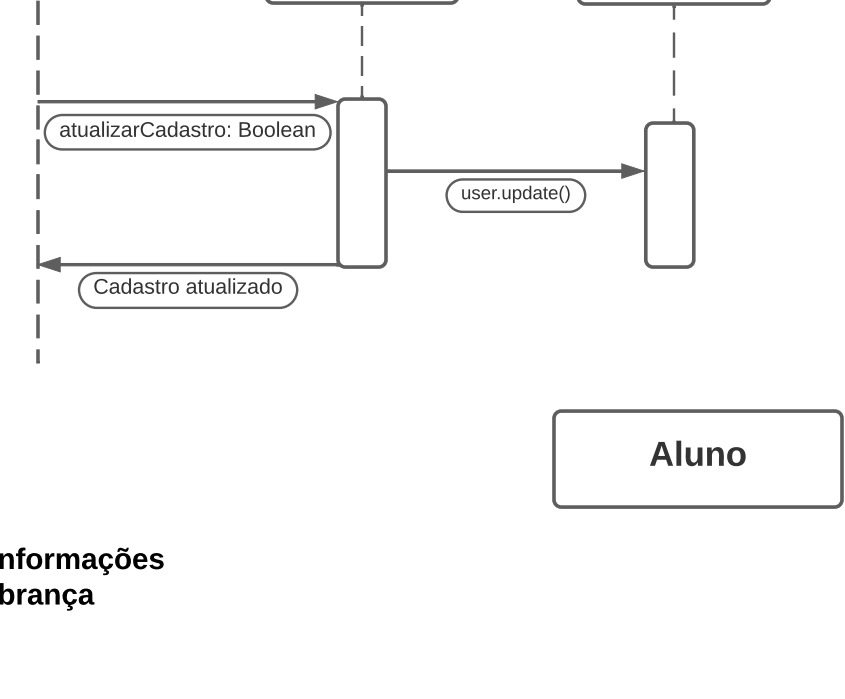 atualizarCadastro: Boolean
user.update()
Cadastro atualizado
Aluno
nformações
brança